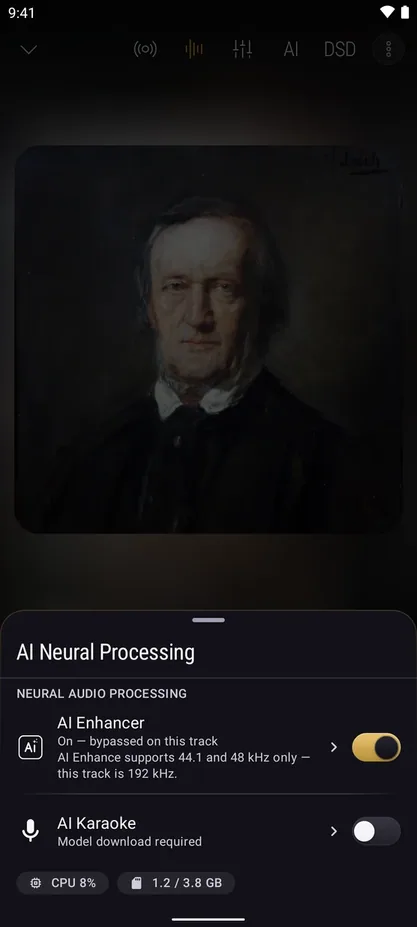 9:41
AI DSD
AI Neural Processing
NEURAL AUDIO PROCESSING
AI Enhancer
On — bypassed on this track
AI Enhance supports 44.1 and 48 kHz only —
this track is 192 kHz.
Ai
AI Karaoke
Model download required
CPU 8% 1.2 / 3.8 GB